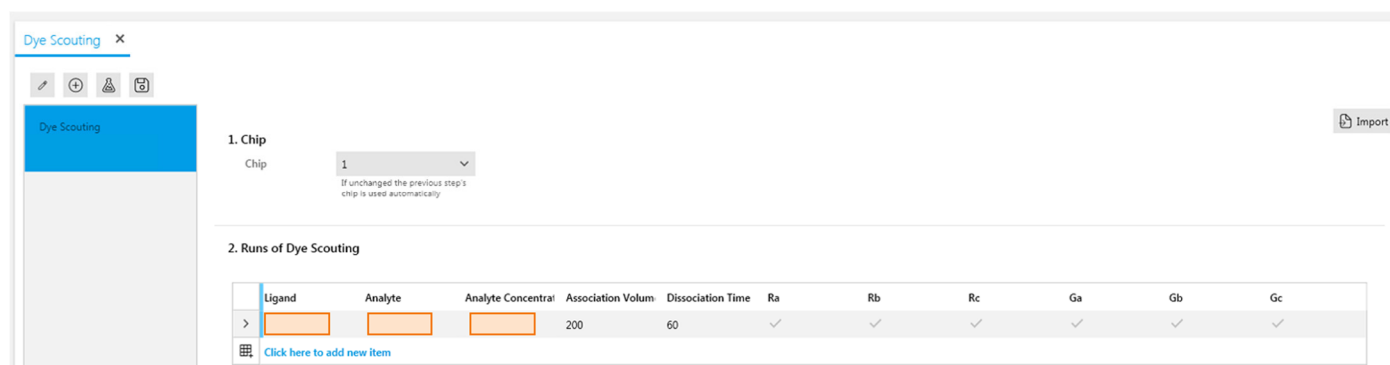 Dye Scouting
Dye Scouting
Import
1. Chip
Chip
1
If unchanged the previous step's
chip is used automatically
2. Runs of Dye Scouting
Ligand Analyte Analyte Concentrat Association Volum Dissociation Time Ra Rb Rc Ga Gb Gc
200 60
Click here to add new item